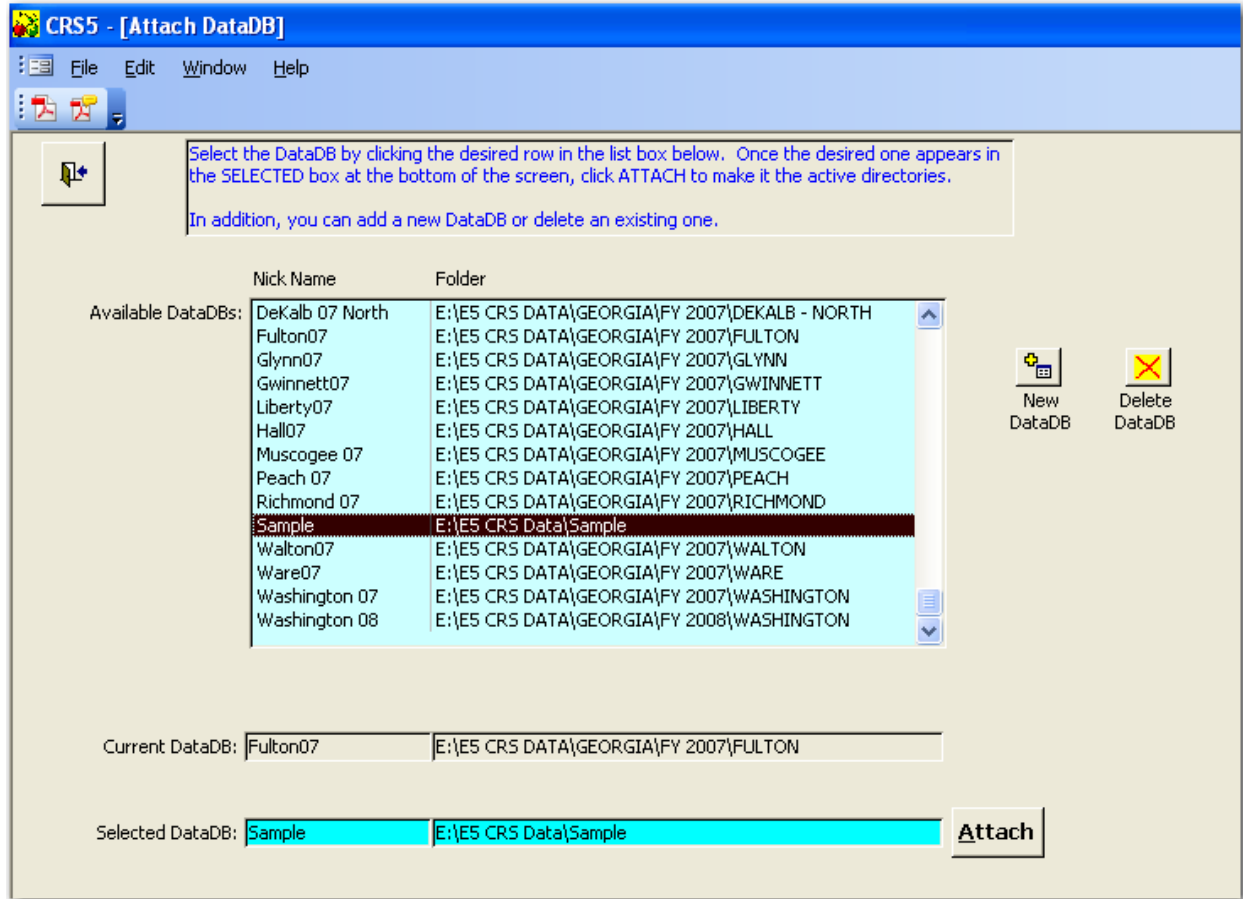 CRS5 - [Attach DataDB]
File Edit Window Help
Select the DataDB by clicking the desired row in the list box below. Once the desired one appears in
the SELECTED box at the bottom of the screen, click ATTACH to make it the active directories.
In addition, you can add a new DataDB or delete an existing one.
Nick Name Folder
Available DataDBs: DeKalb 07 North E:\E5 CRS DATA\GEORGIA\FY 2007\DEKALB - NORTH
Fulton07 E:\E5 CRS DATA\GEORGIA\FY 2007\FULTON
Glynn07 E:\E5 CRS DATA\GEORGIA\FY 2007\GLYNN
Gwinnett07 E:\E5 CRS DATA\GEORGIA\FY 2007\GWINNETT
Liberty07 E:\E5 CRS DATA\GEORGIA\FY 2007\LIBERTY
Hall07 E:\E5 CRS DATA\GEORGIA\FY 2007\HALL
Muscogee 07 E:\E5 CRS DATA\GEORGIA\FY 2007\MUSCOGEE
Peach 07 E:\E5 CRS DATA\GEORGIA\FY 2007\PEACH
Richmond 07 E:\E5 CRS DATA\GEORGIA\FY 2007\RICHMOND
Sample E:\E5 CRS Data\Sample
Walton07 E:\E5 CRS DATA\GEORGIA\FY 2007\WALTON
Ware07 E:\E5 CRS DATA\GEORGIA\FY 2007\WARE
Washington 07 E:\E5 CRS DATA\GEORGIA\FY 2007\WASHINGTON
Washington 08 E:\E5 CRS DATA\GEORGIA\FY 2008\WASHINGTON
New
DataDB
Delete
DataDB
Current DataDB: Fulton07 E:\E5 CRS DATA\GEORGIA\FY 2007\FULTON
Selected DataDB: Sample E:\E5 CRS Data\Sample
Attach